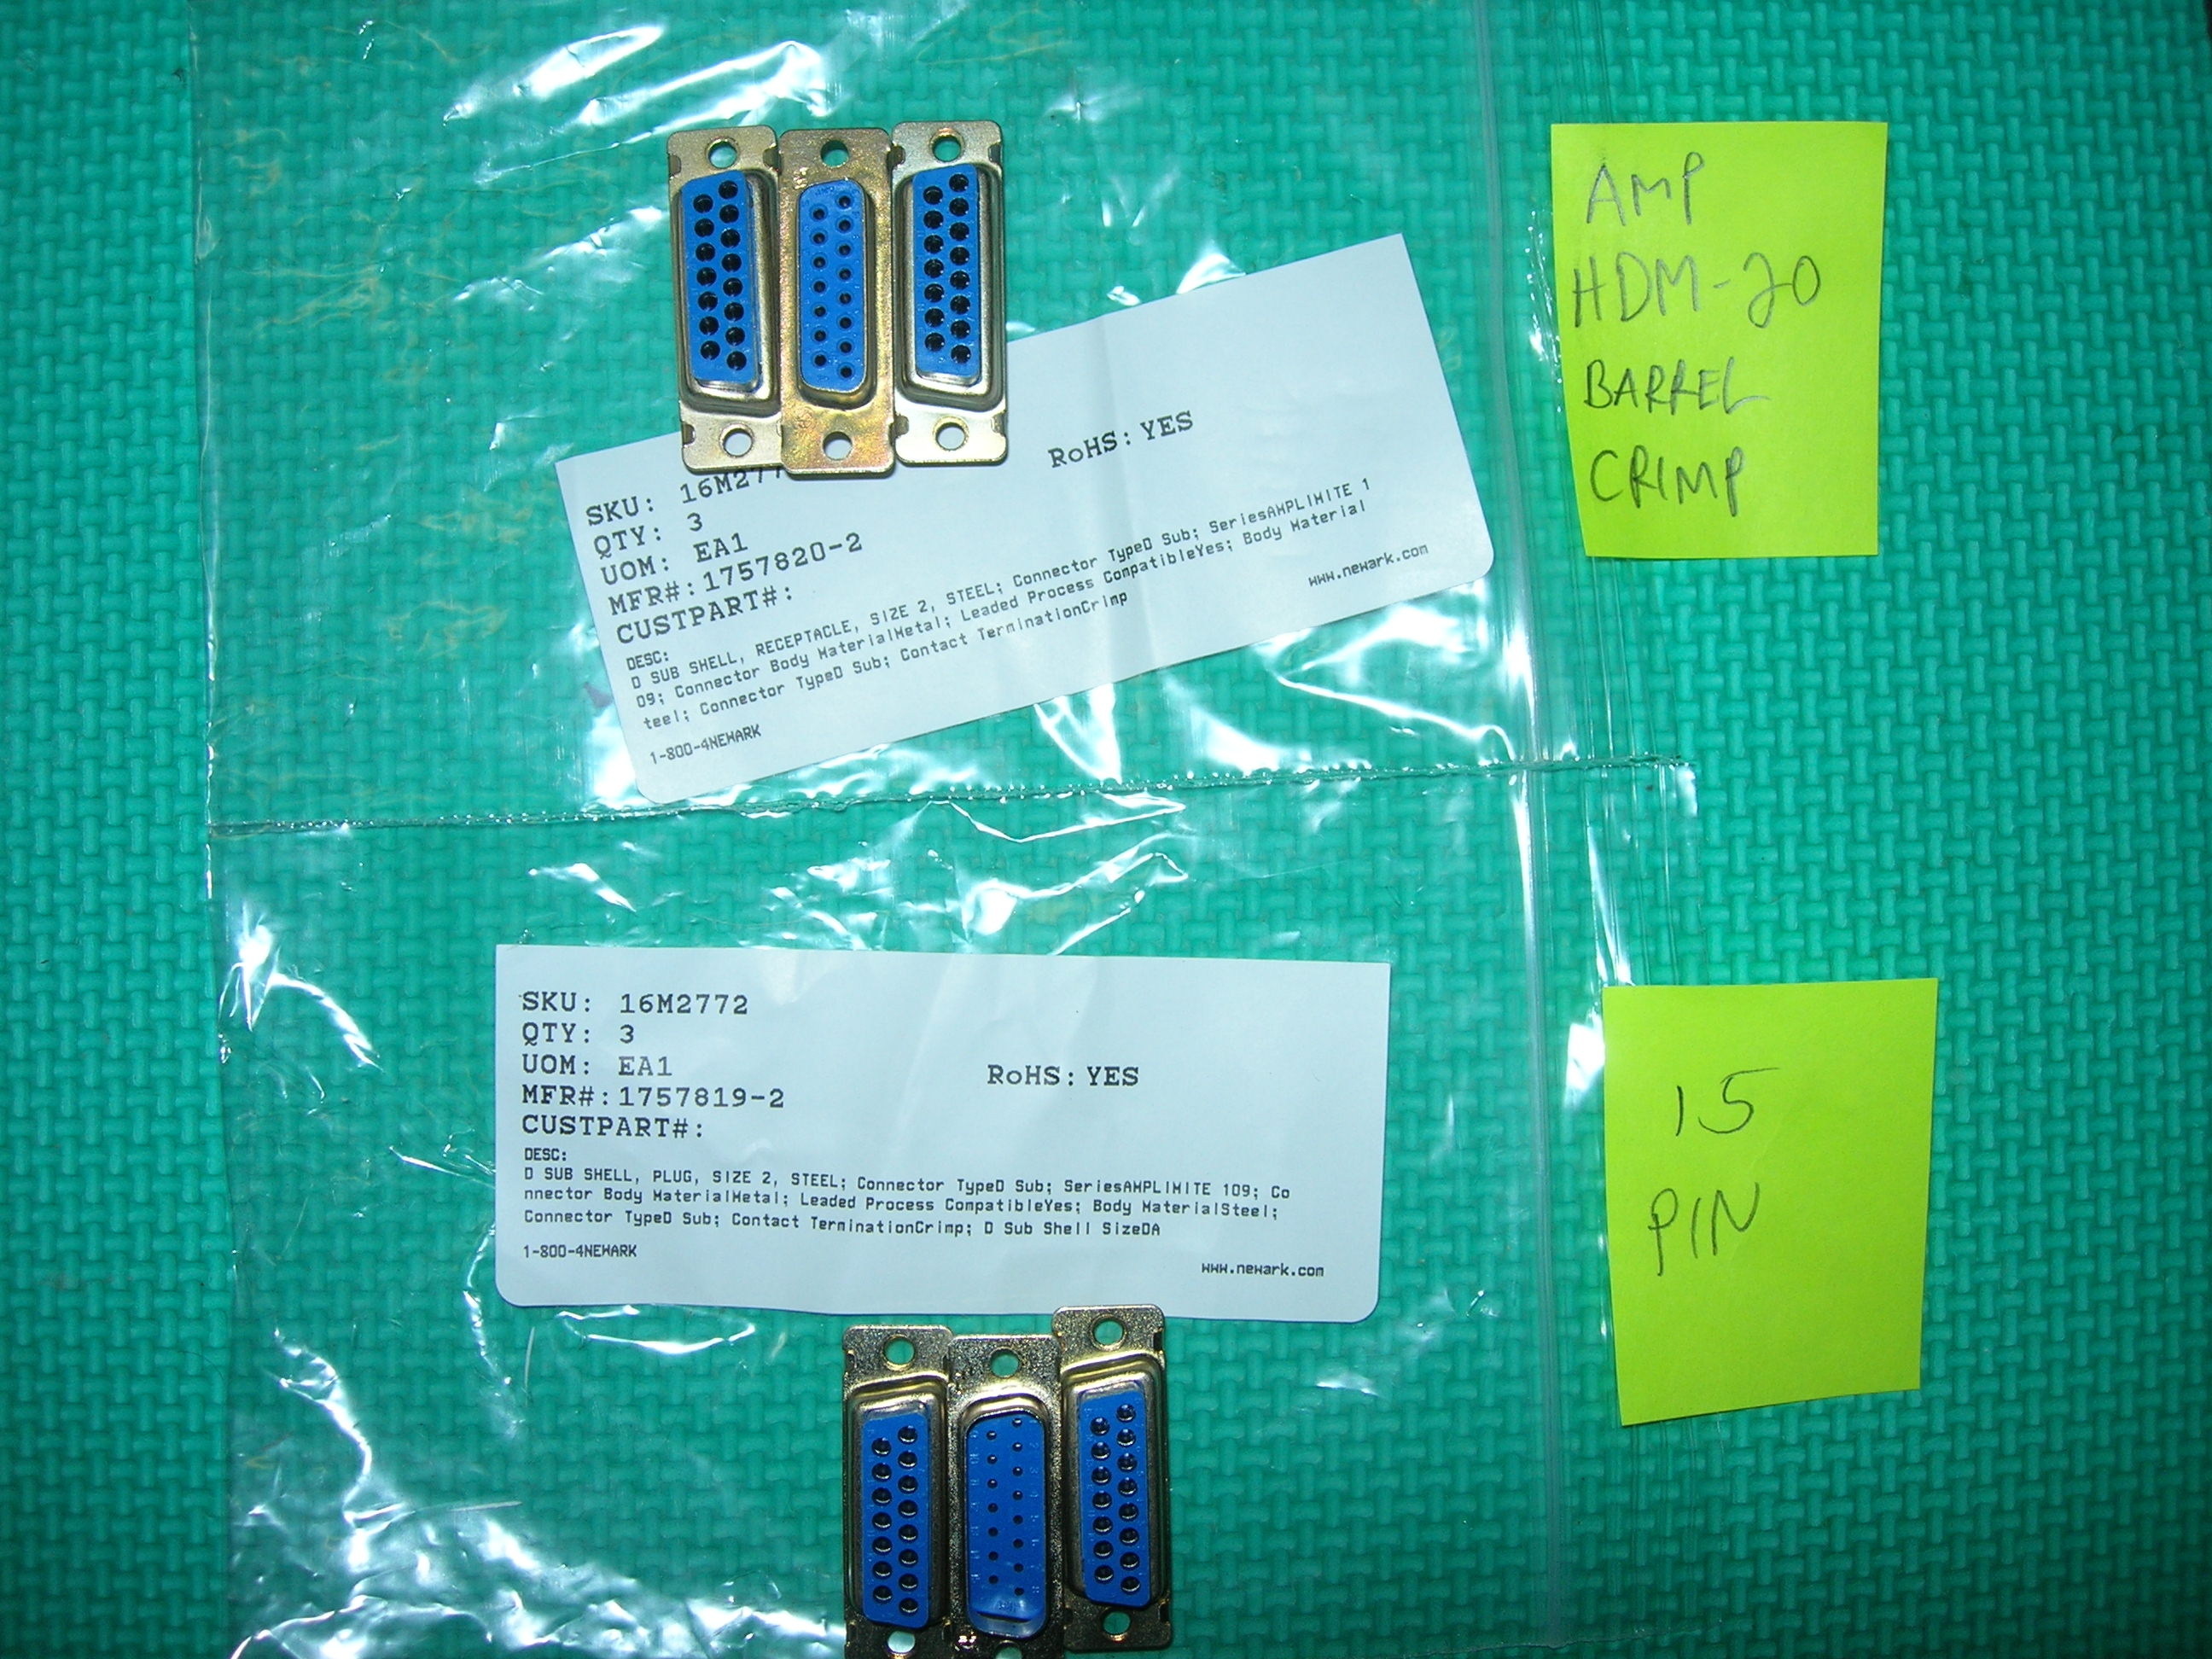 AMP
HDM-20
BARREL
CRIMP
SKU: 16M277
QTY: 3
UOM: EA1
MFR#:1757820-2
CUSTPART#:
RoHS: YES
DESC:
D SUB SHELL, RECEPTACLE, SIZE 2, STEEL; Connector TypeD Sub; SeriesAMPLIMITE 1
09; Connector Body MaterialMetal; Leaded Process CompatibleYes; Body Material
teel; Connector TypeD Sub; Contact TerminationCrimp
1-800-4NEWARK
www.newark.com
SKU: 16M2772
QTY: 3
UOM: EA1
MFR#:1757819-2
CUSTPART#:
RoHS: YES
DESC:
D SUB SHELL, PLUG, SIZE 2, STEEL; Connector TypeD Sub; SeriesAMPLIMITE 109; Co
nnector Body MaterialMetal; Leaded Process CompatibleYes; Body MaterialSteel;
Connector TypeD Sub; Contact TerminationCrimp; D Sub Shell SizeDA
1-800-4NEWARK
www.newark.com
15
PIN